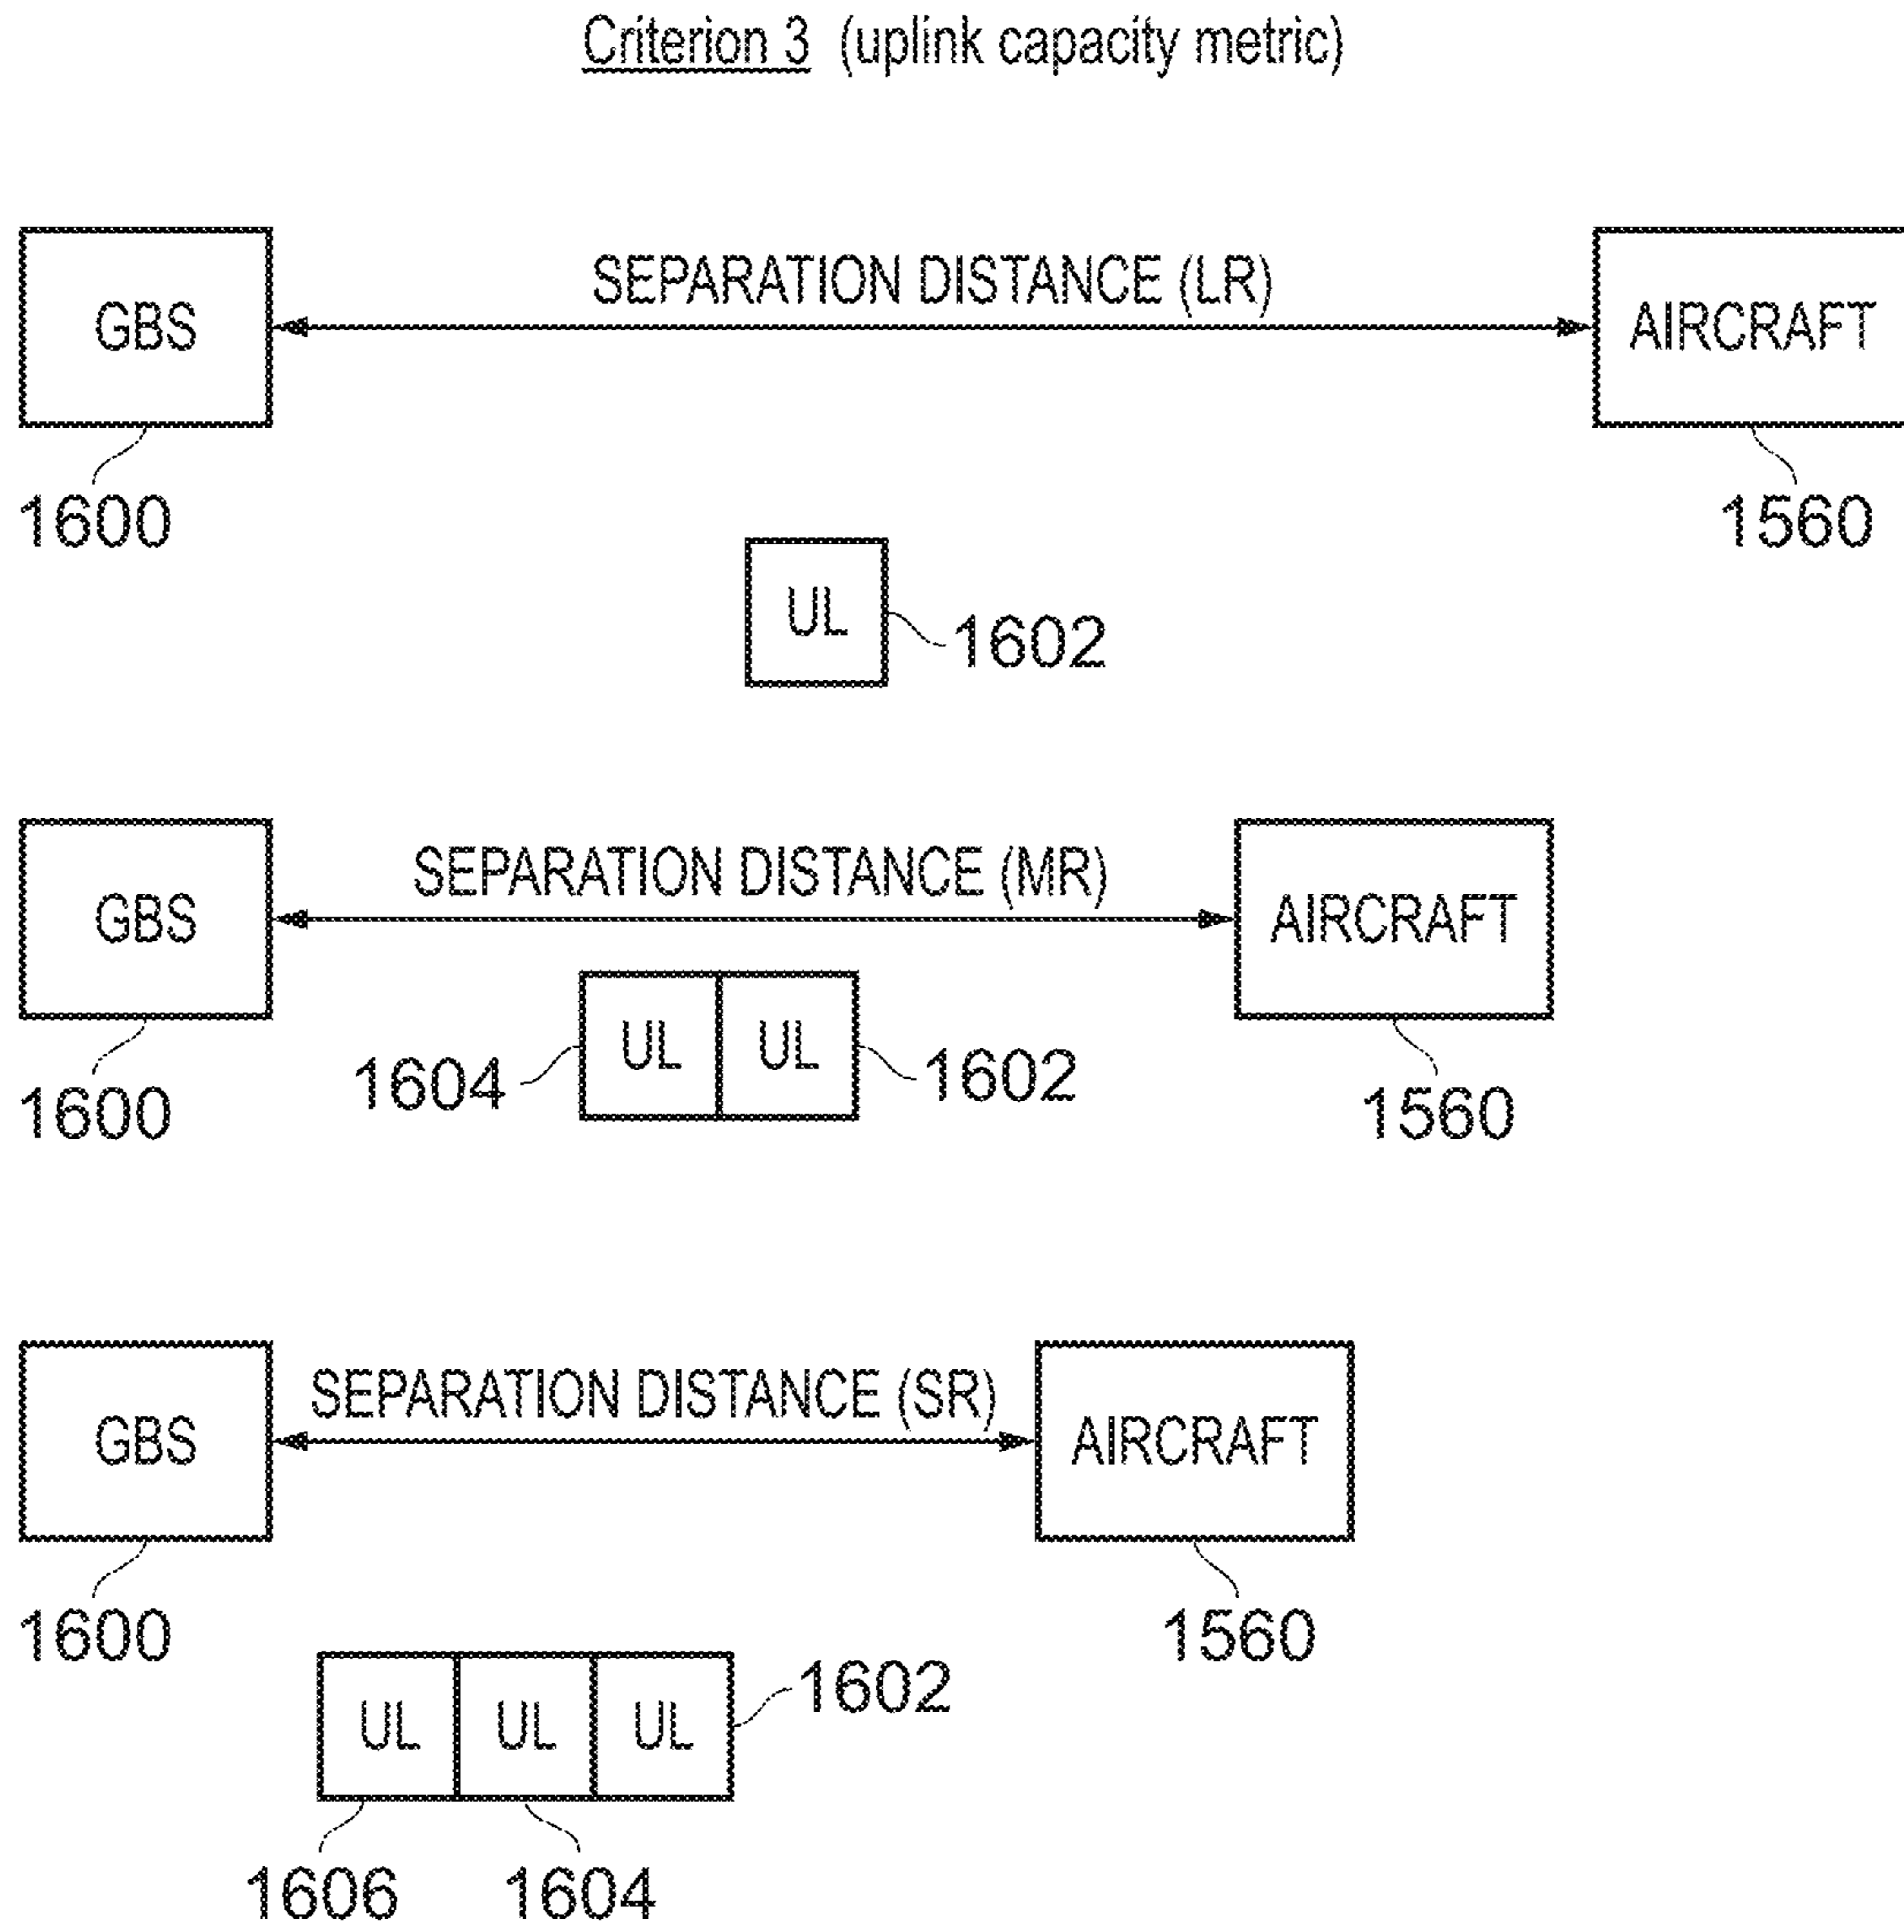 Criterion 3 (uplink capacity metric)
SEPARATION DISTANCE (LR)
GBS
AIRCRAFT
1600
1560
UL
1602
SEPARATION DISTANCE (MR)
GBS
AIRCRAFT
UL UL
1604
1602
1600
1560
SEPARATION DISTANCE (SR)
GBS
AIRCRAFT
1600
1560
UL UL UL
1602
1606
1604